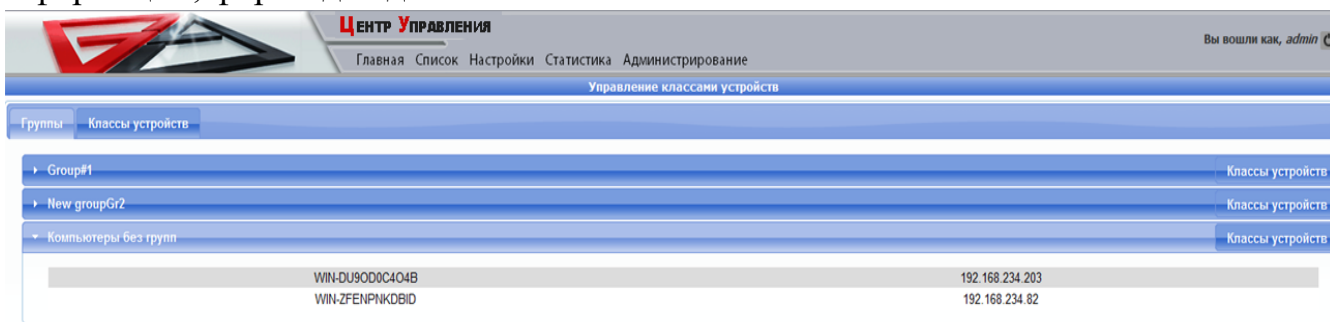 Центр Управления
Вы вошли как, admin
Главная Список Настройки Статистика Администрирование
Управление классами устройств
Группы Классы устройств
Group#1 Классы устройств
New groupGr2 Классы устройств
Компьютеры без групп Классы устройств
WIN-DU9OD0C4O4B 192.168.234.203
WIN-ZFENPNKDBID 192.168.234.82